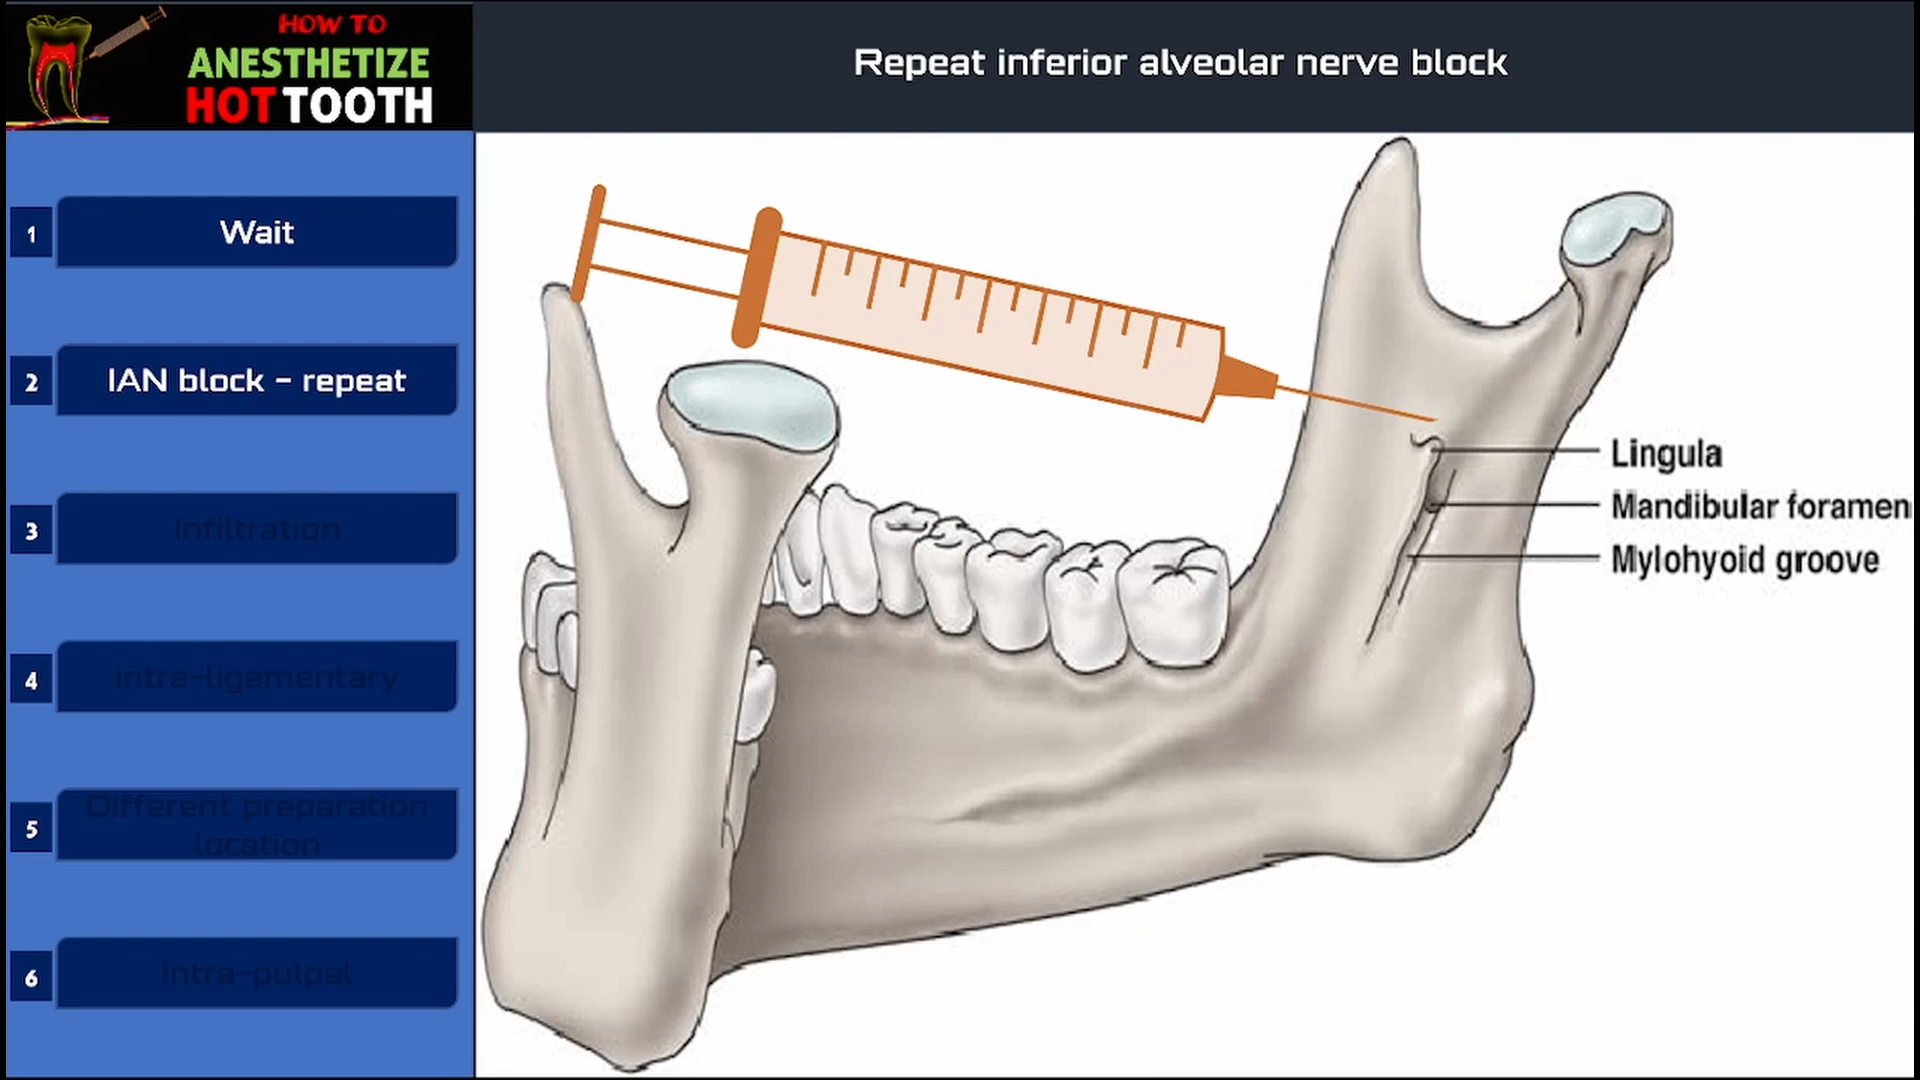 HOW TO
ANESTHETIZE
HOT TOOTH
Repeat inferior alveolar nerve block
1 Wait
2 IAN block - repeat
3 Infiltration
4 Intra-ligamentary
5 Different preparation
location
6 Intra-pulpal
Lingula
Mandibular foramen
Mylohyoid groove